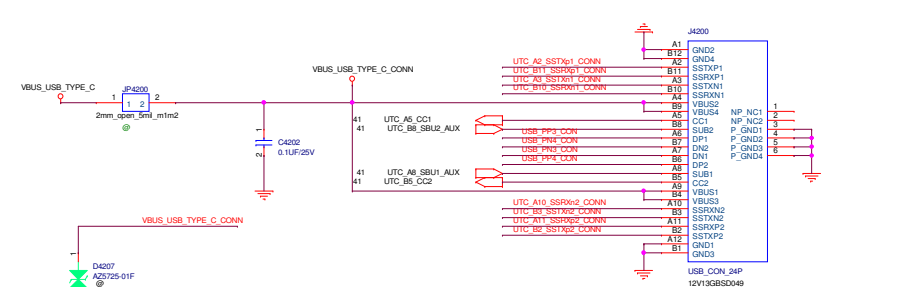 J4200
A1 GND2
B12 GND4
UTC_A2_SSTXp1_CONN A2 SSTXP1
UTC_B11_SSRXp1_CONN B11 SSRXP1
UTC_A3_SSTXn1_CONN A3 SSTXN1
UTC_B10_SSRXn1_CONN B10 SSRXN1
VBUS_USB_TYPE_C_CONN
VBUS_USB_TYPE_C
JP4200
1 1 2 2
2mm_open_5mil_m1m2
@
A4 VBUS2
B9 VBUS4
41 UTC_A5_CC1 A5 CC1
41 UTC_B8_SBU2_AUX B8 SUB2
USB_PP3_CON A6 DP1
USB_PN4_CON B7 DN2
USB_PN3_CON A7 DN1
USB_PP4_CON B6 DP2
41 UTC_A8_SBU1_AUX A8 SUB1
41 UTC_B5_CC2 B5 CC2
A9 VBUS1
B4 VBUS3
UTC_A10_SSRXn2_CONN A10 SSRXN2
UTC_B3_SSTXn2_CONN B3 SSTXN2
UTC_A11_SSRXp2_CONN A11 SSRXP2
UTC_B2_SSTXp2_CONN B2 SSTXP2
A12 GND1
B1 GND3
NP_NC1 1
NP_NC2 2
P_GND1 3
P_GND2 4
P_GND3 5
P_GND4 6
USB_CON_24P
12V13GBSD049
1
C4202
0.1UF/25V
2
VBUS_USB_TYPE_C_CONN
1
D4207
AZ5725-01F
@